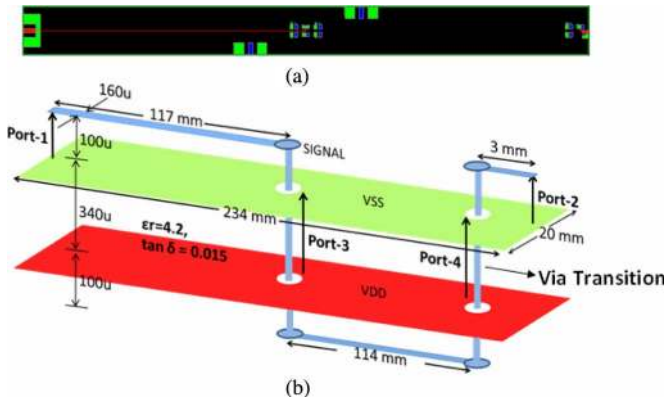 (a)
160u
117 mm
Port-1
100u
SIGNAL
3 mm
VSS
Port-2
340u
234 mm
20 mm
εr=4.2,
tan δ = 0.015
Port-3
Port-4
Via Transition
100u
VDD
114 mm
(b)